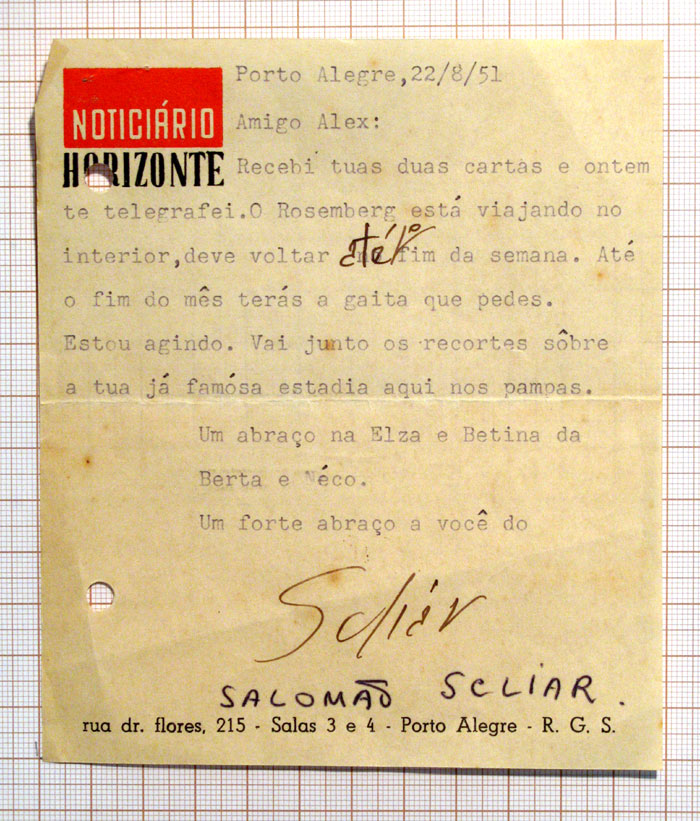 Porto Alegre,22/8/51
NOTICIÁRIO
Amigo Alex:
HORIZONTE
Recebi tuas duas cartas e ontem
te telegrafei.O Rosemberg está viajando no
interior,deve voltar até o fim da semana. Até
o fim do mês terás a gaita que pedes.
Estou agindo. Vai junto os recortes sôbre
a tua já famósa estadia aqui nos pampas.
Um abraço na Elza e Betina da
Berta e Néco.
Um forte abraço a você do
Scliar
SALOMÃO SCLIAR.
rua dr. flores, 215 - Salas 3 e 4 - Porto Alegre - R. G. S.